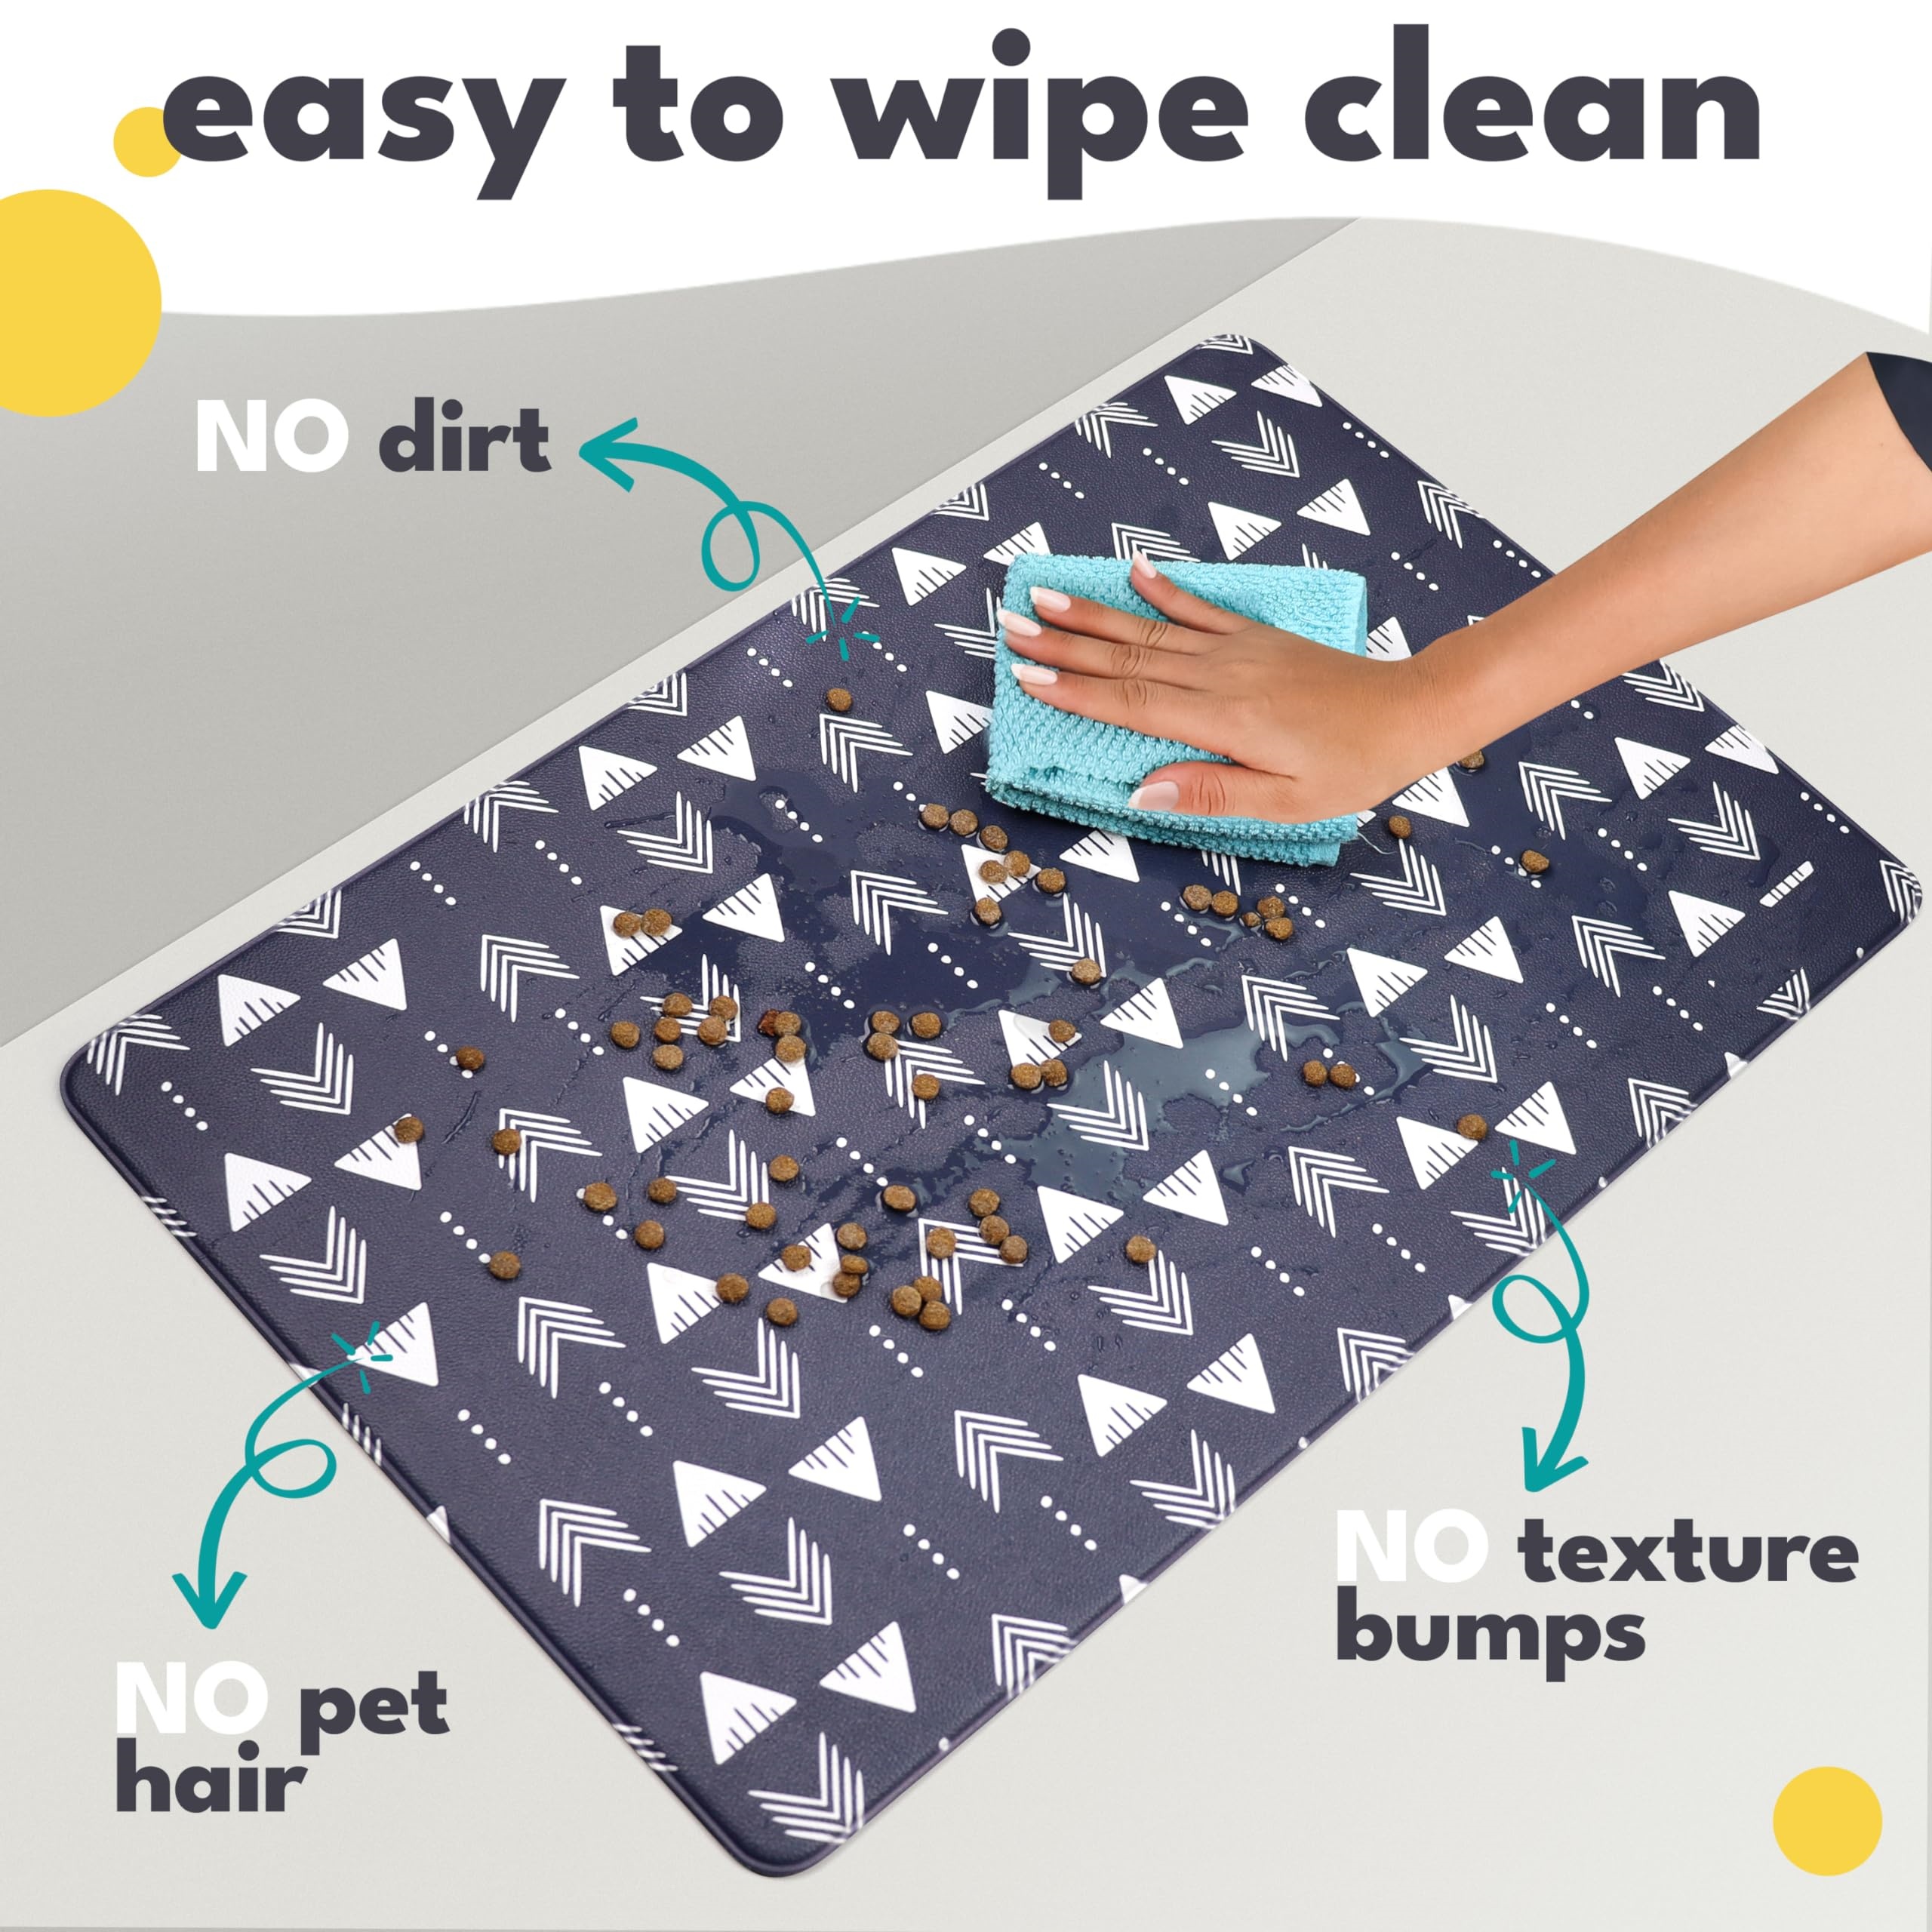 easy to wipe clean
NO dirt
NO texture
bumps
NO pet
hair